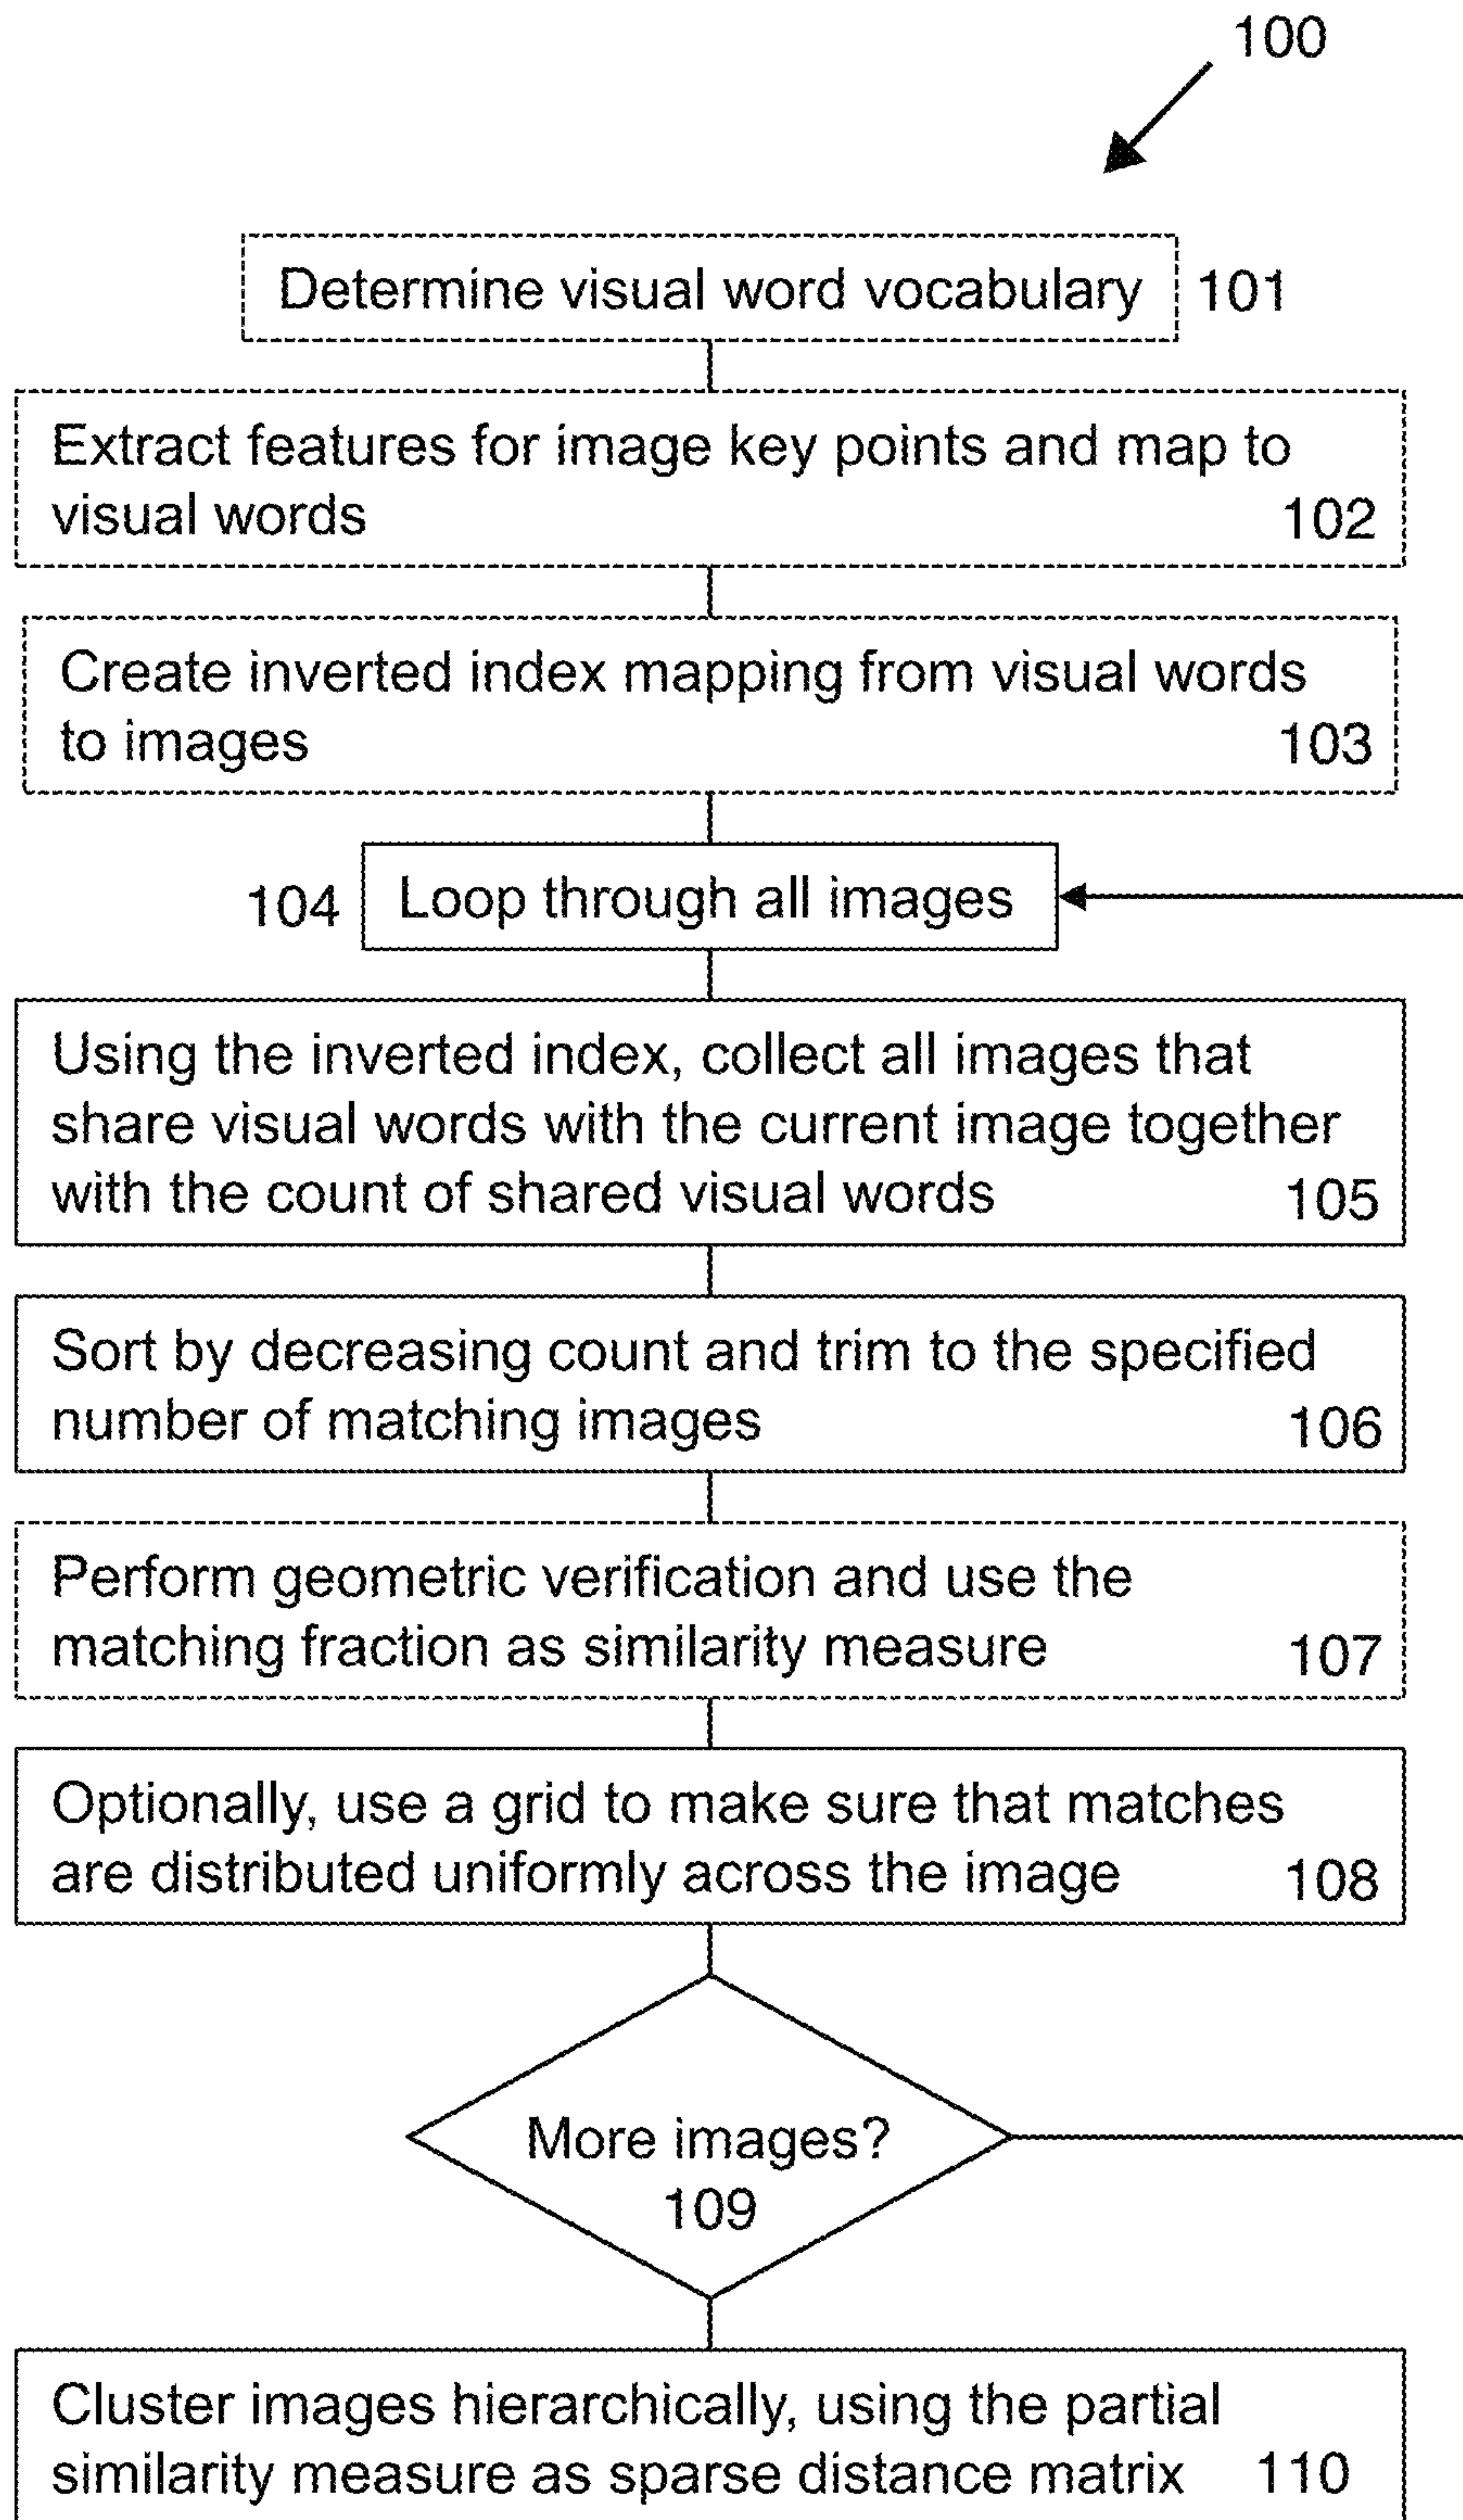 100
Determine visual word vocabulary 101
Extract features for image key points and map to
visual words 102
Create inverted index mapping from visual words
to images 103
104 Loop through all images
Using the inverted index, collect all images that
share visual words with the current image together
with the count of shared visual words 105
Sort by decreasing count and trim to the specified
number of matching images 106
Perform geometric verification and use the
matching fraction as similarity measure 107
Optionally, use a grid to make sure that matches
are distributed uniformly across the image 108
More images?
109
Cluster images hierarchically, using the partial
similarity measure as sparse distance matrix 110